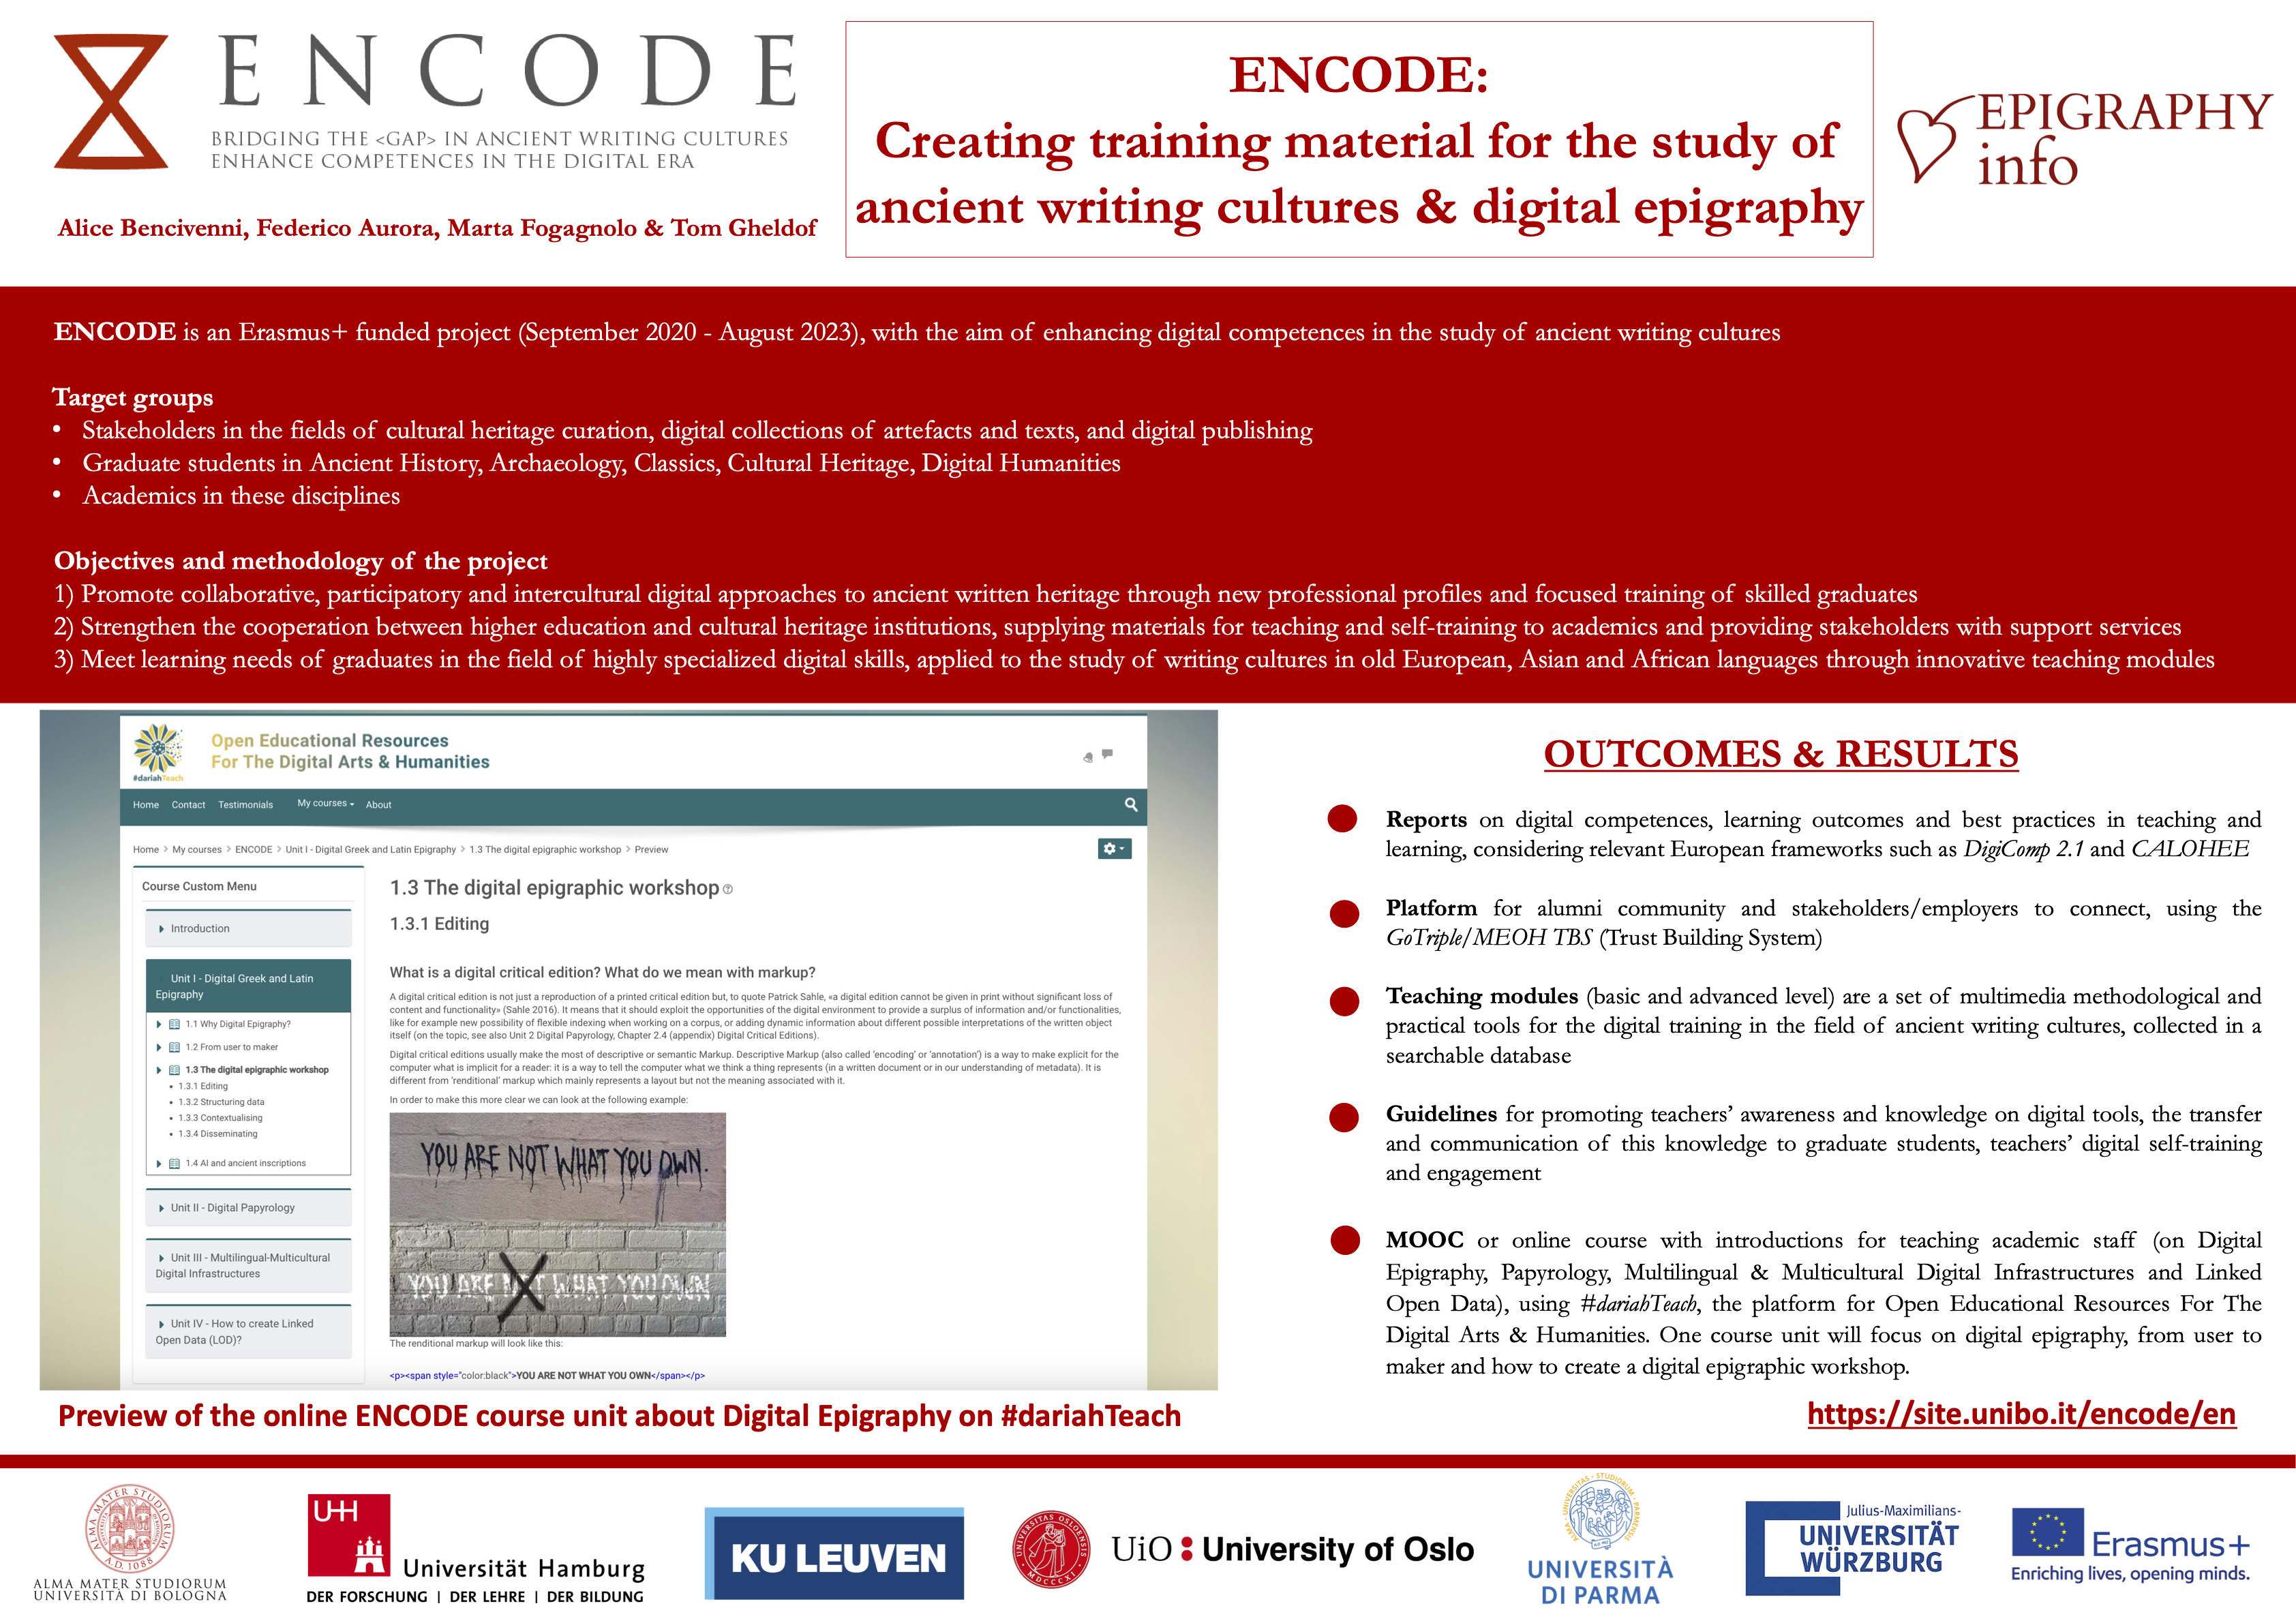 ENCODE
BRIDGING THE <GAP> IN ANCIENT WRITING CULTURES
ENHANCE COMPETENCES IN THE DIGITAL ERA
Alice Bencivenni, Federico Aurora, Marta Fogagnolo & Tom Gheldof
ENCODE:
Creating training material for the study of
ancient writing cultures & digital epigraphy
EPIGRAPHY
info
ENCODE is an Erasmus+ funded project (September 2020 - August 2023), with the aim of enhancing digital competences in the study of ancient writing cultures
Target groups
• Stakeholders in the fields of cultural heritage curation, digital collections of artefacts and texts, and digital publishing
• Graduate students in Ancient History, Archaeology, Classics, Cultural Heritage, Digital Humanities
• Academics in these disciplines
Objectives and methodology of the project
1) Promote collaborative, participatory and intercultural digital approaches to ancient written heritage through new professional profiles and focused training of skilled graduates
2) Strengthen the cooperation between higher education and cultural heritage institutions, supplying materials for teaching and self-training to academics and providing stakeholders with support services
3) Meet learning needs of graduates in the field of highly specialized digital skills, applied to the study of writing cultures in old European, Asian and African languages through innovative teaching modules
#dariahTeach
Open Educational Resources
For The Digital Arts & Humanities
Home Contact Testimonials My courses About
Home > My courses > ENCODE > Unit I - Digital Greek and Latin Epigraphy > 1.3 The digital epigraphic workshop > Preview
Course Custom Menu
Introduction
Unit I - Digital Greek and Latin
Epigraphy
1.1 Why Digital Epigraphy?
1.2 From user to maker
1.3 The digital epigraphic workshop
• 1.3.1 Editing
• 1.3.2 Structuring data
• 1.3.3 Contextualising
• 1.3.4 Disseminating
1.4 AI and ancient inscriptions
Unit II - Digital Papyrology
Unit III - Multilingual-Multicultural
Digital Infrastructures
Unit IV - How to create Linked
Open Data (LOD)?
1.3 The digital epigraphic workshop
1.3.1 Editing
What is a digital critical edition? What do we mean with markup?
A digital critical edition is not just a reproduction of a printed critical edition but, to quote Patrick Sahle, «a digital edition cannot be given in print without significant loss of
content and functionality» (Sahle 2016). It means that it should exploit the opportunities of the digital environment to provide a surplus of information and/or functionalities,
like for example new possibility of flexible indexing when working on a corpus, or adding dynamic information about different possible interpretations of the written object
itself (on the topic, see also Unit 2 Digital Papyrology, Chapter 2.4 (appendix) Digital Critical Editions).
Digital critical editions usually make the most of descriptive or semantic Markup. Descriptive Markup (also called 'encoding' or 'annotation') is a way to make explicit for the
computer what is implicit for a reader: it is a way to tell the computer what we think a thing represents (in a written document or in our understanding of metadata). It is
different from 'renditional' markup which mainly represents a layout but not the meaning associated with it.
In order to make this more clear we can look at the following example:
YOU ARE NOT WHAT YOU OWN.
YOU ARE NOT WHAT YOU OWN
The renditional markup will look like this:
<p><span style="color:black">YOU ARE NOT WHAT YOU OWN</span></p>
Preview of the online ENCODE course unit about Digital Epigraphy on #dariahTeach
OUTCOMES & RESULTS
Reports on digital competences, learning outcomes and best practices in teaching and
learning, considering relevant European frameworks such as DigiComp 2.1 and CALOHEE
Platform for alumni community and stakeholders/employers to connect, using the
GoTriple/MEOH TBS (Trust Building System)
Teaching modules (basic and advanced level) are a set of multimedia methodological and
practical tools for the digital training in the field of ancient writing cultures, collected in a
searchable database
Guidelines for promoting teachers' awareness and knowledge on digital tools, the transfer
and communication of this knowledge to graduate students, teachers' digital self-training
and engagement
MOOC or online course with introductions for teaching academic staff (on Digital
Epigraphy, Papyrology, Multilingual & Multicultural Digital Infrastructures and Linked
Open Data), using #dariahTeach, the platform for Open Educational Resources For The
Digital Arts & Humanities. One course unit will focus on digital epigraphy, from user to
maker and how to create a digital epigraphic workshop.
https://site.unibo.it/encode/en
ALMA MATER STUDIORUM
A.D. 1088
ALMA MATER STUDIORUM
UNIVERSITÀ DI BOLOGNA
UHH
Universität Hamburg
DER FORSCHUNG | DER LEHRE | DER BILDUNG
KU LEUVEN
UNIVERSITAS OSLOENSIS
MDCCCXI
UiO : University of Oslo
UNIVERSITÀ
DI PARMA
Julius-Maximilians-
UNIVERSITÄT
WÜRZBURG
Erasmus+
Enriching lives, opening minds.